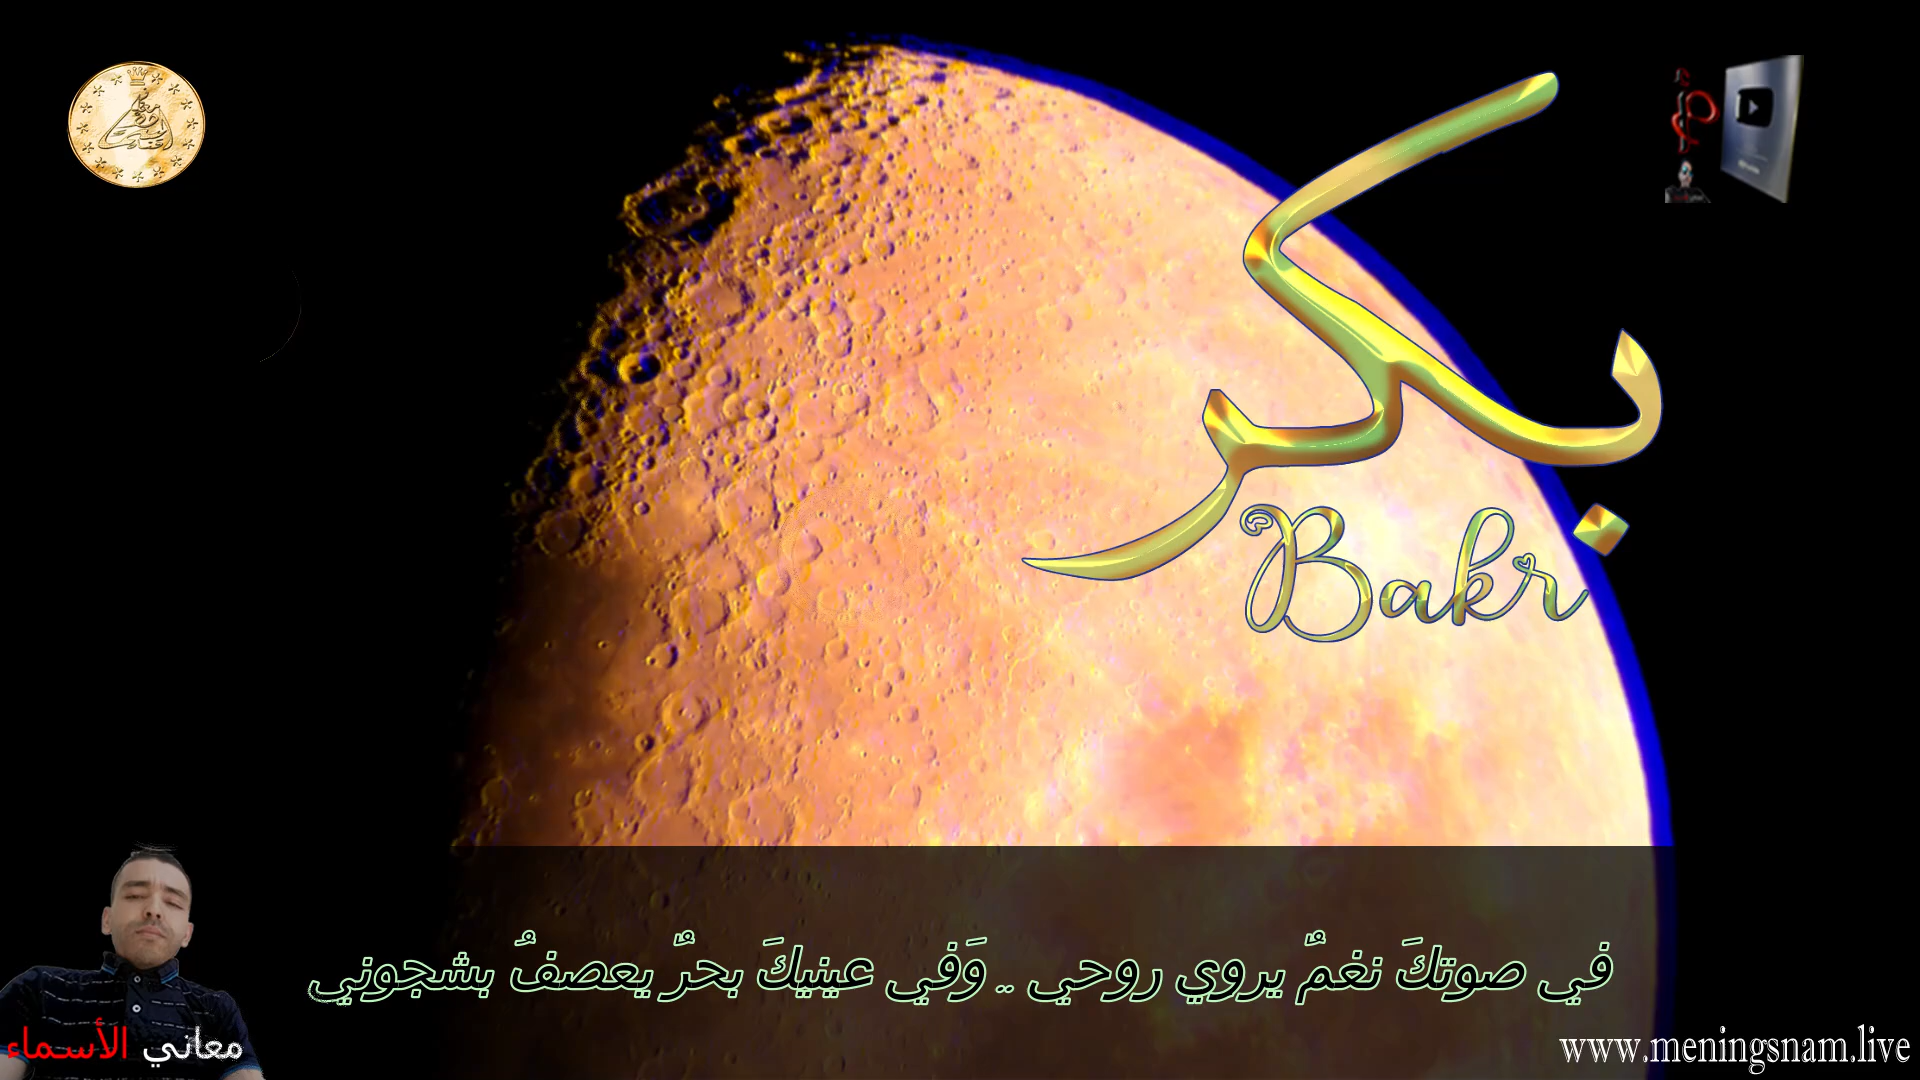 بكر
Bakr
في صوتكَ نغمٌ يروي روحي .. وَفي عينيكَ بحرٌ يعصفُ بشجوني
معاني الأسماء
www.meningsnam.live